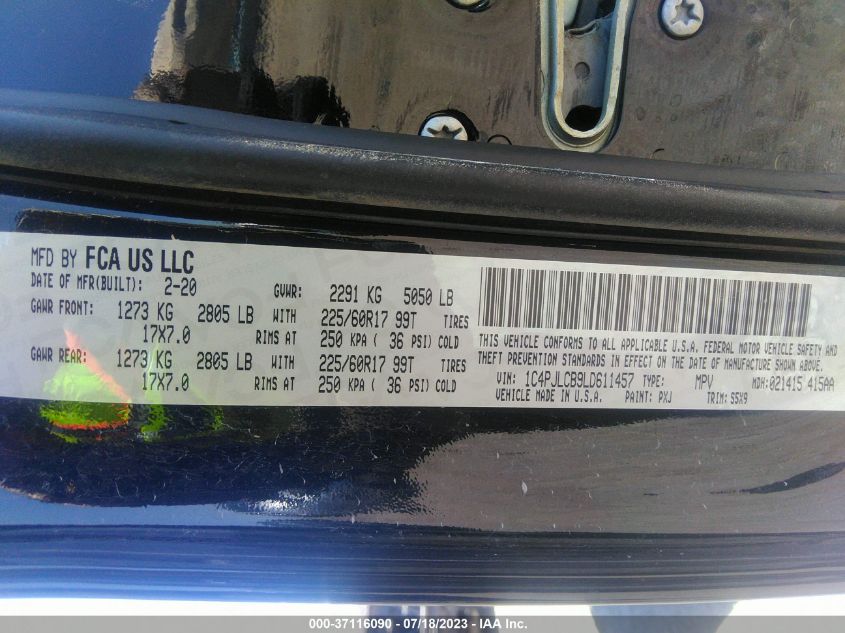 MFD BY FCA US LLC
DATE OF MFR(BUILT): 2-20 GVWR: 2291 KG 5050 LB
GAWR FRONT: 1273 KG 2805 LB WITH 225/60R17 99T TIRES
17X7.0 RIMS AT 250 KPA ( 36 PSI) COLD
GAWR REAR: 1273 KG 2805 LB WITH 225/60R17 99T TIRES
17X7.0 RIMS AT 250 KPA ( 36 PSI) COLD
THIS VEHICLE CONFORMS TO ALL APPLICABLE U.S.A. FEDERAL MOTOR VEHICLE SAFETY AND
THEFT PREVENTION STANDARDS IN EFFECT ON THE DATE OF MANUFACTURE SHOWN ABOVE.
VIN: 1C4PJLCB9LD611457 TYPE: MPV MDH:021415 415AA
VEHICLE MADE IN U.S.A. PAINT: PXJ TRIM: S5X9
000-37116090 - 07/18/2023 - IAA Inc.